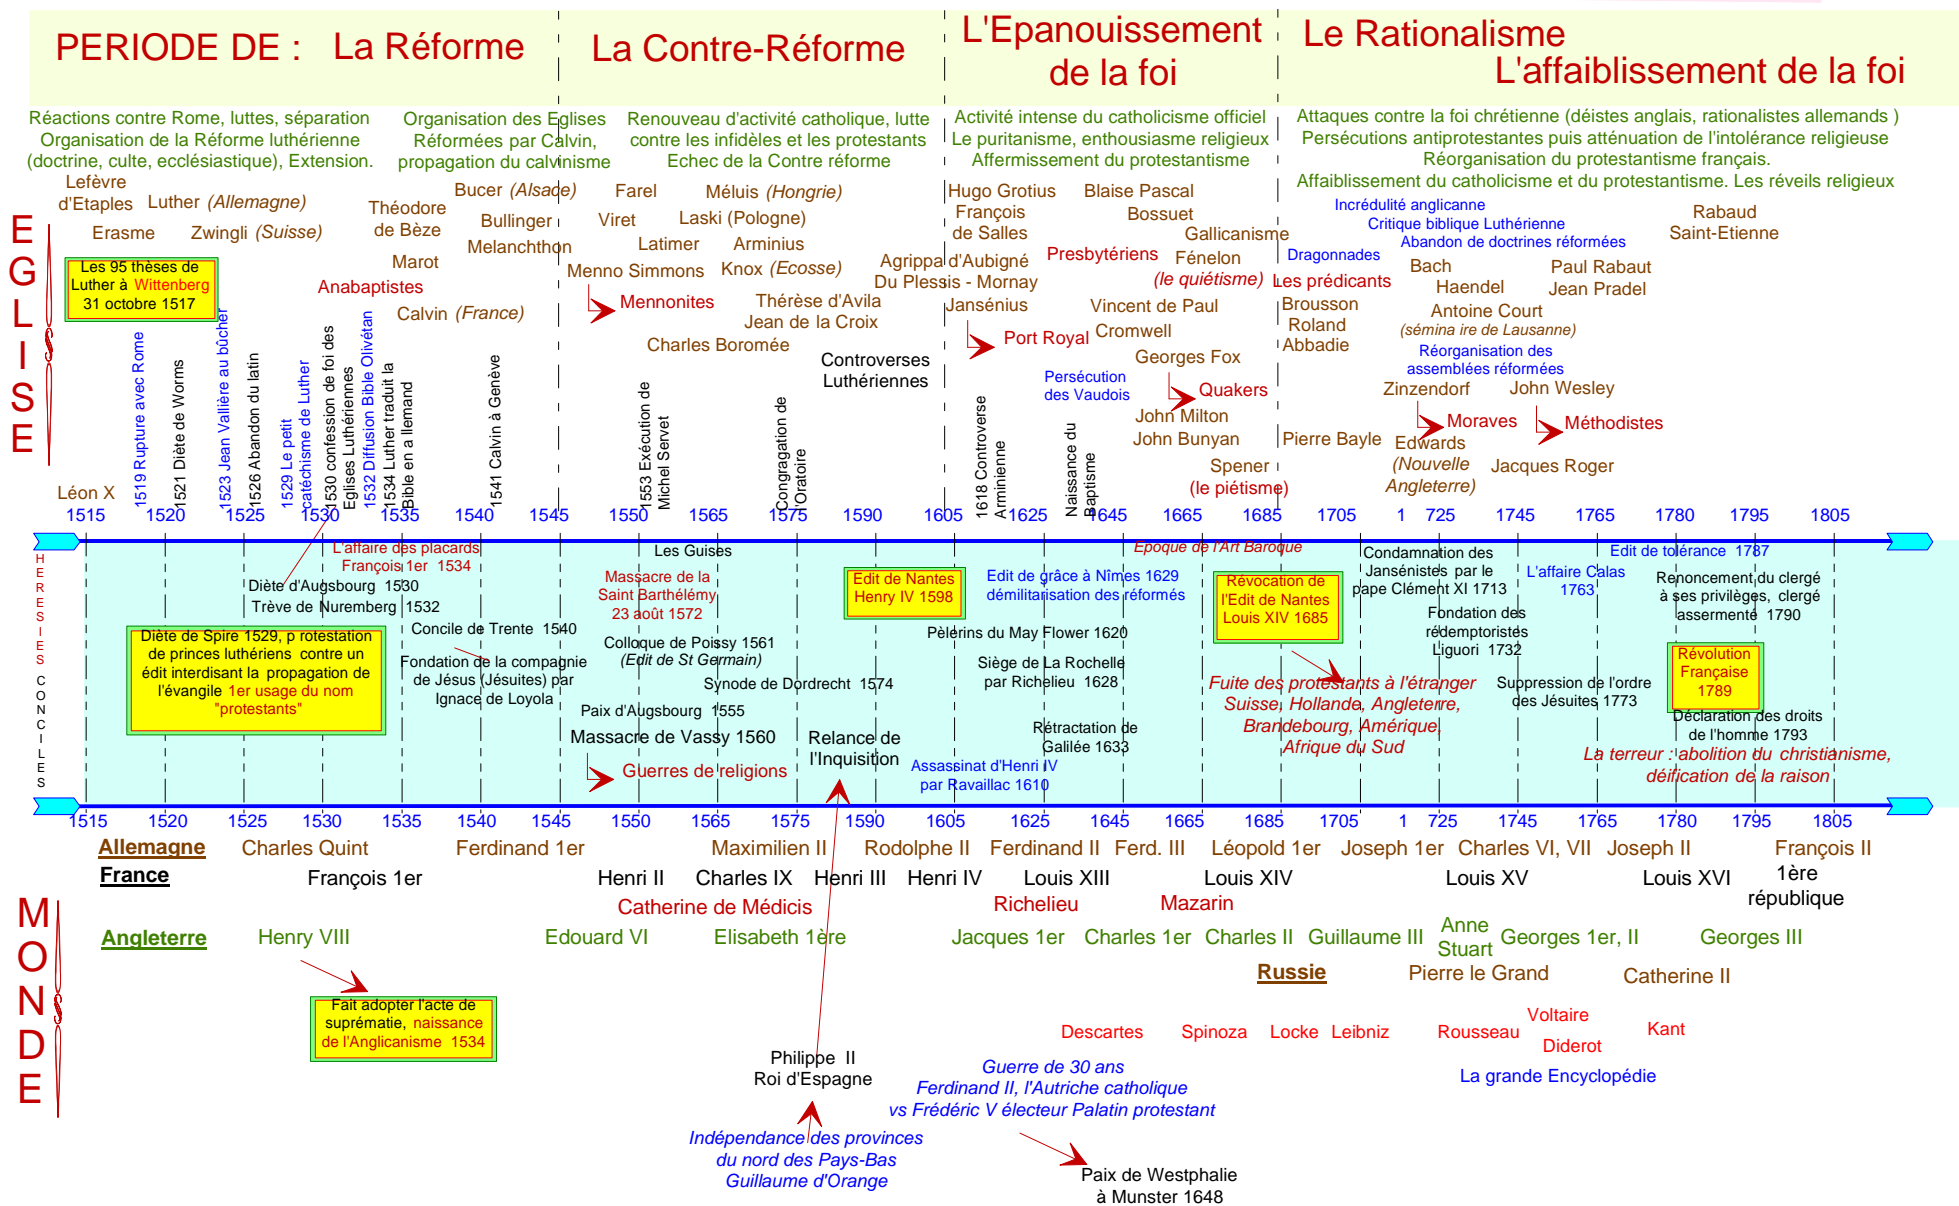 PERIODE DE :
La Réforme
La Contre-Réforme
L'Epanouissement
de la foi
Le Rationalisme
L'affaiblissement de la foi
Réactions contre Rome, luttes, séparation
Organisation de la Réforme luthérienne
(doctrine, culte, ecclésiastique), Extension.
Organisation des Eglises
Réformées par Calvin,
propagation du calvinisme
Renouveau d'activité catholique, lutte
contre les infidèles et les protestants
Echec de la Contre réforme
Activité intense du catholicisme officiel
Le puritanisme, enthousiasme religieux
Affermissement du protestantisme
Attaques contre la foi chrétienne (déistes anglais, rationalistes allemands )
Persécutions antiprotestantes puis atténuation de l'intolérance religieuse
Réorganisation du protestantisme français.
Affaiblissement du catholicisme et du protestantisme. Les réveils religieux
EGLISE
Lefèvre
d'Etaples
Luther (Allemagne)
Erasme
Zwingli (Suisse)
Les 95 thèses de
Luther à Wittenberg
31 octobre 1517
Léon X
Théodore
de Bèze
Marot
Anabaptistes
Calvin (France)
Bucer (Alsace)
Bullinger
Melanchthon
Farel
Viret
Latimer
Menno Simmons
Mennonites
Méluis (Hongrie)
Laski (Pologne)
Arminius
Knox (Ecosse)
Thérèse d'Avila
Jean de la Croix
Charles Boromée
Controverses
Luthériennes
Agrippa d'Aubigné
Du Plessis - Mornay
Hugo Grotius
François
de Salles
Jansénius
Port Royal
Blaise Pascal
Bossuet
Gallicanisme
Presbytériens
Fénelon
(le quiétisme)
Vincent de Paul
Cromwell
Georges Fox
Quakers
Persécution
des Vaudois
John Milton
John Bunyan
Spener
(le piétisme)
Incrédulité anglicanne
Critique biblique Luthérienne
Abandon de doctrines réformées
Dragonnades
Les prédicants
Brousson
Roland
Abbadie
Pierre Bayle
Bach
Haendel
Antoine Court
(sémina ire de Lausanne)
Réorganisation des
assemblées réformées
Zinzendorf
Moraves
Edwards
(Nouvelle
Angleterre)
John Wesley
Méthodistes
Jacques Roger
Paul Rabaut
Jean Pradel
Rabaud
Saint-Etienne
1519 Rupture avec Rome
1521 Diète de Worms
1523 Jean Vallière au bûcher
1526 Abandon du latin
1529 Le petit
catéchisme de Luther
1530 confession de foi des
Eglises Luthériennes
1532 Diffusion Bible Olivétan
1534 Luther traduit la
Bible en a llemand
1541 Calvin à Genève
1553 Exécution de
Michel Servet
Congragation de
l'Oratoire
1618 Controverse
Arminienne
Naissance du
Baptisme
1515 1520 1525 1530 1535 1540 1545 1550 1565 1575 1590 1605 1625 1645 1665 1685 1705 1 725 1745 1765 1780 1795 1805
HERESIES CONCILES
L'affaire des placards
François 1er 1534
Diète d'Augsbourg 1530
Trève de Nuremberg 1532
Diète de Spire 1529, p rotestation
de princes luthériens contre un
édit interdisant la propagation de
l'évangile 1er usage du nom
"protestants"
Concile de Trente 1540
Fondation de la compagnie
de Jésus (Jésuites) par
Ignace de Loyola
Les Guises
Massacre de la
Saint Barthélémy
23 août 1572
Colloque de Poissy 1561
(Edit de St Germain)
Synode de Dordrecht 1574
Paix d'Augsbourg 1555
Massacre de Vassy 1560
Guerres de religions
Relance de
l'Inquisition
Edit de Nantes
Henry IV 1598
Edit de grâce à Nîmes 1629
démilitarisation des réformés
Pèlerins du May Flower 1620
Siège de La Rochelle
par Richelieu 1628
Rétractation de
Galilée 1633
Assassinat d'Henri IV
par Ravaillac 1610
Epoque de l'Art Baroque
Révocation de
l'Edit de Nantes
Louis XIV 1685
Fuite des protestants à l'étranger
Suisse, Hollande, Angleterre,
Brandebourg, Amérique,
Afrique du Sud
Condamnation des
Jansénistes par le
pape Clément XI 1713
Fondation des
rédemptoristes
Liguori 1732
L'affaire Calas
1763
Suppression de l'ordre
des Jésuites 1773
Edit de tolérance 1787
Renoncement du clergé
à ses privilèges, clergé
assermenté 1790
Révolution
Française
1789
Déclaration des droits
de l'homme 1793
La terreur : abolition du christianisme,
déification de la raison
1515 1520 1525 1530 1535 1540 1545 1550 1565 1575 1590 1605 1625 1645 1665 1685 1705 1 725 1745 1765 1780 1795 1805
MONDE
Allemagne
Charles Quint
Ferdinand 1er
Maximilien II
Rodolphe II
Ferdinand II
Ferd. III
Léopold 1er
Joseph 1er
Charles VI, VII
Joseph II
François II
France
François 1er
Henri II
Charles IX
Henri III
Henri IV
Louis XIII
Louis XIV
Louis XV
Louis XVI
1ère
république
Catherine de Médicis
Richelieu
Mazarin
Angleterre
Henry VIII
Edouard VI
Elisabeth 1ère
Jacques 1er
Charles 1er
Charles II
Guillaume III
Anne
Stuart
Georges 1er, II
Georges III
Russie
Pierre le Grand
Catherine II
Fait adopter l'acte de
suprématie, naissance
de l'Anglicanisme 1534
Descartes
Spinoza
Locke
Leibniz
Rousseau
Voltaire
Diderot
Kant
La grande Encyclopédie
Philippe II
Roi d'Espagne
Guerre de 30 ans
Ferdinand II, l'Autriche catholique
vs Frédéric V électeur Palatin protestant
Indépendance des provinces
du nord des Pays-Bas
Guillaume d'Orange
Paix de Westphalie
à Munster 1648